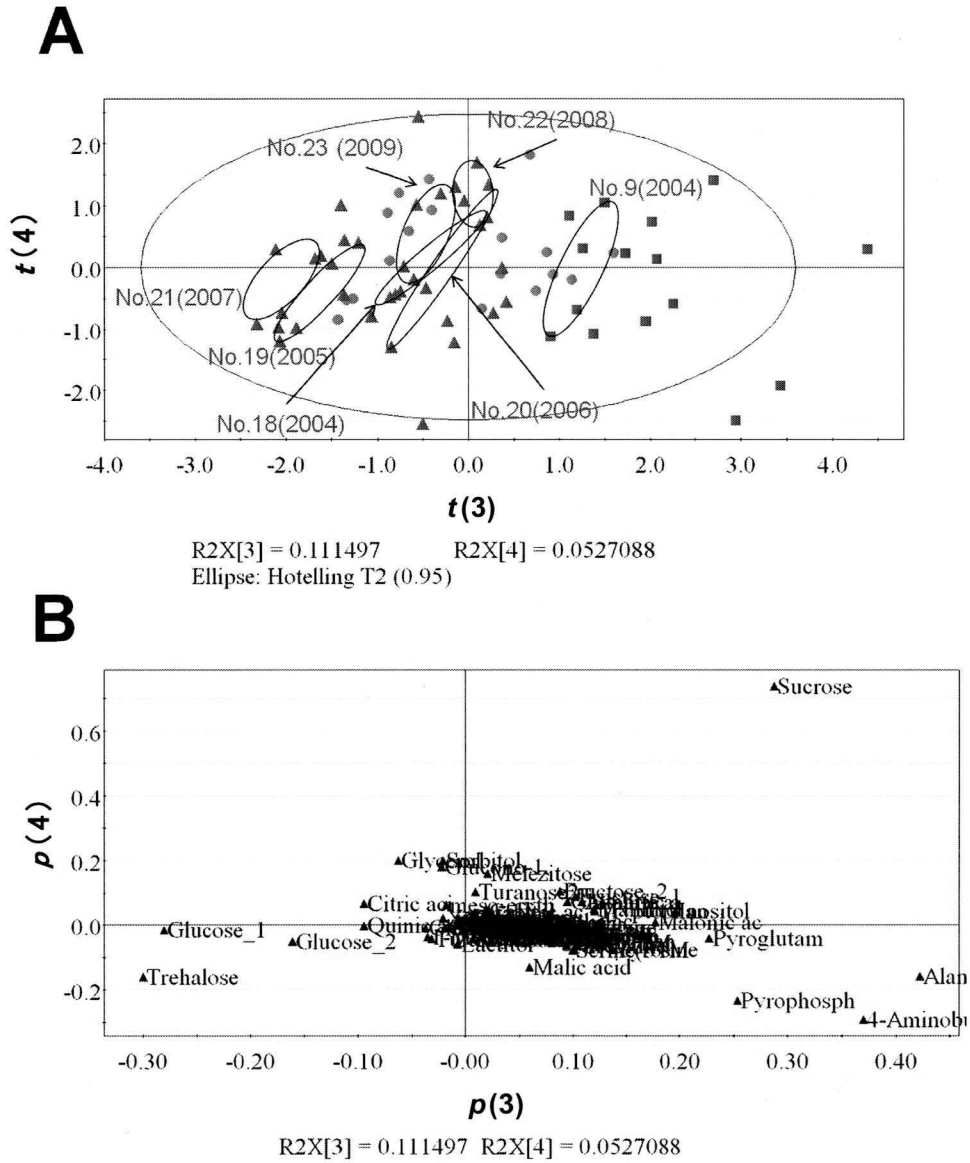 A
No.22(2008)
No.23 (2009)
No.9(2004)
No.21(2007)
No.19(2005)
No.18(2004)
No.20(2006)
t(4)
2.0
1.0
0.0
-1.0
-2.0
-4.0 -3.0 -2.0 -1.0 0.0 1.0 2.0 3.0 4.0
t(3)
R2X[3] = 0.111497 R2X[4] = 0.0527088
Ellipse: Hotelling T2 (0.95)
B
Sucrose
Sorbitol
Melezitose
Turanose
Fructose_2
Citric aci
Malonic ac
Quinic
Glucose_1
Glucose_2
Lactitol
Pyroglutam
Malic acid
Trehalose
Alan
Pyrophosph
4-Aminobu
p(4)
0.6
0.4
0.2
0.0
-0.2
-0.30 -0.20 -0.10 -0.00 0.10 0.20 0.30 0.40
p(3)
R2X[3] = 0.111497 R2X[4] = 0.0527088